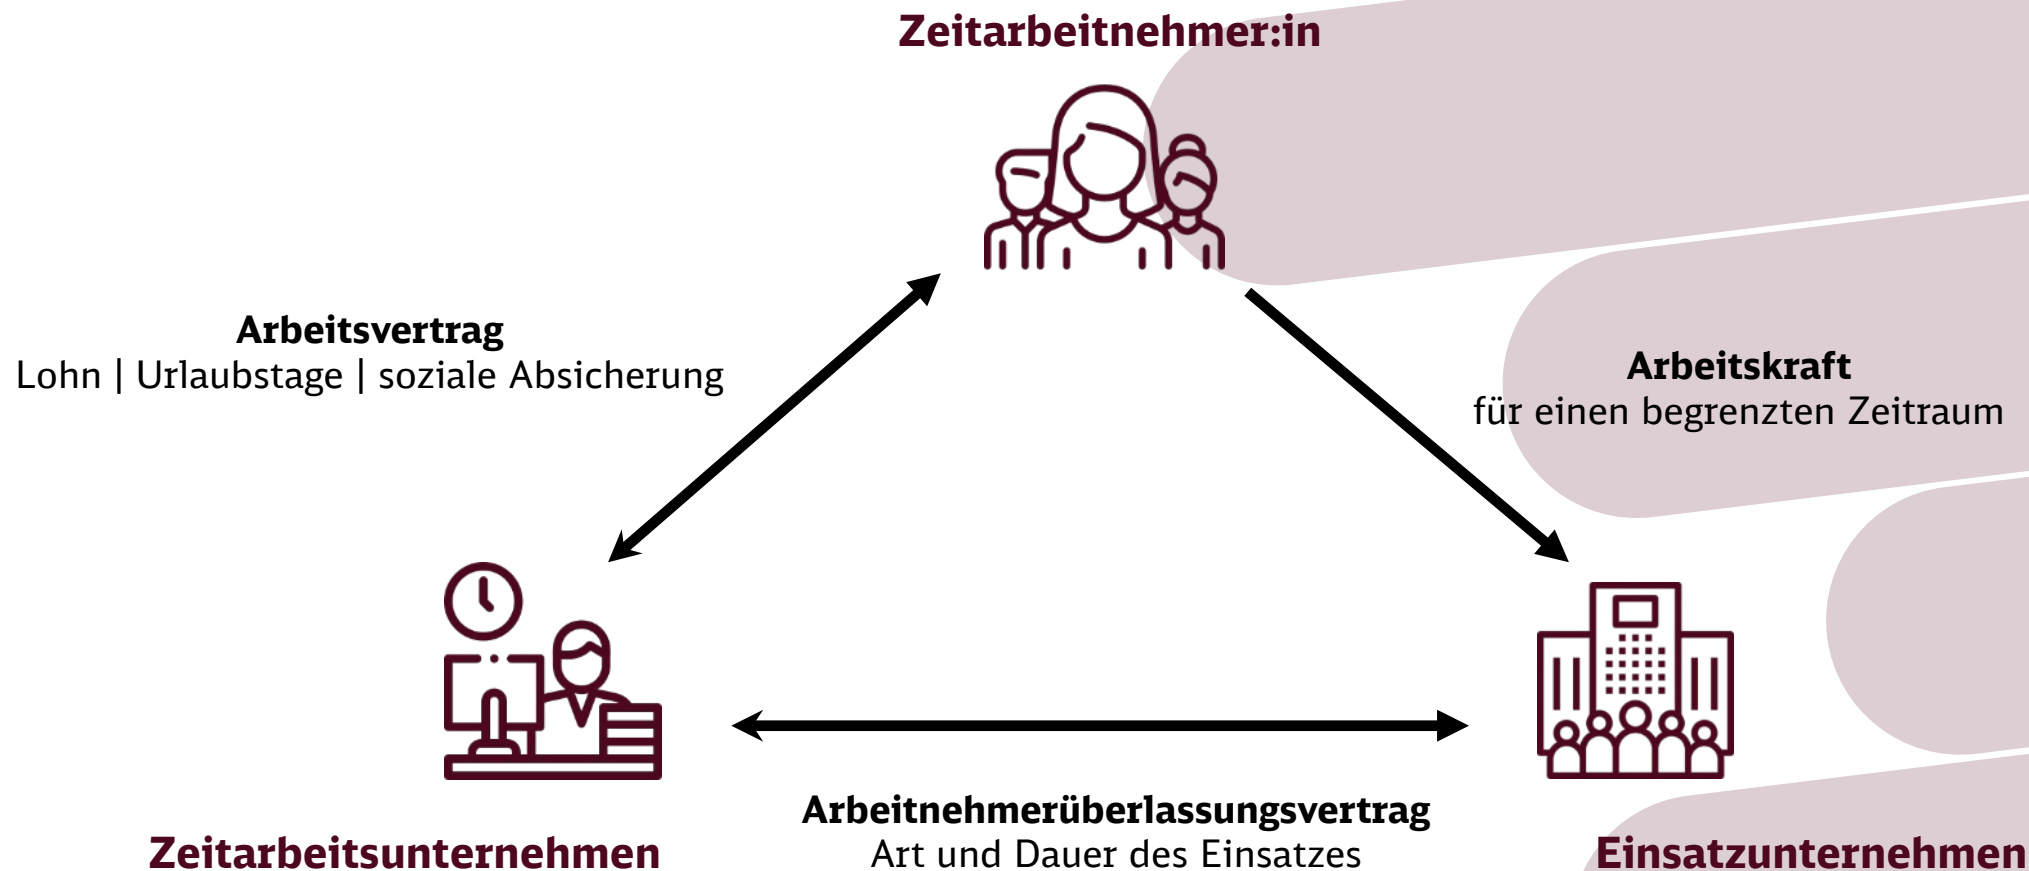 Zeitarbeitnehmer:in
Arbeitsvertrag
Lohn | Urlaubstage | soziale Absicherung
Arbeitskraft
für einen begrenzten Zeitraum
Arbeitnehmerüberlassungsvertrag
Art und Dauer des Einsatzes
Zeitarbeitsunternehmen
Einsatzunternehmen